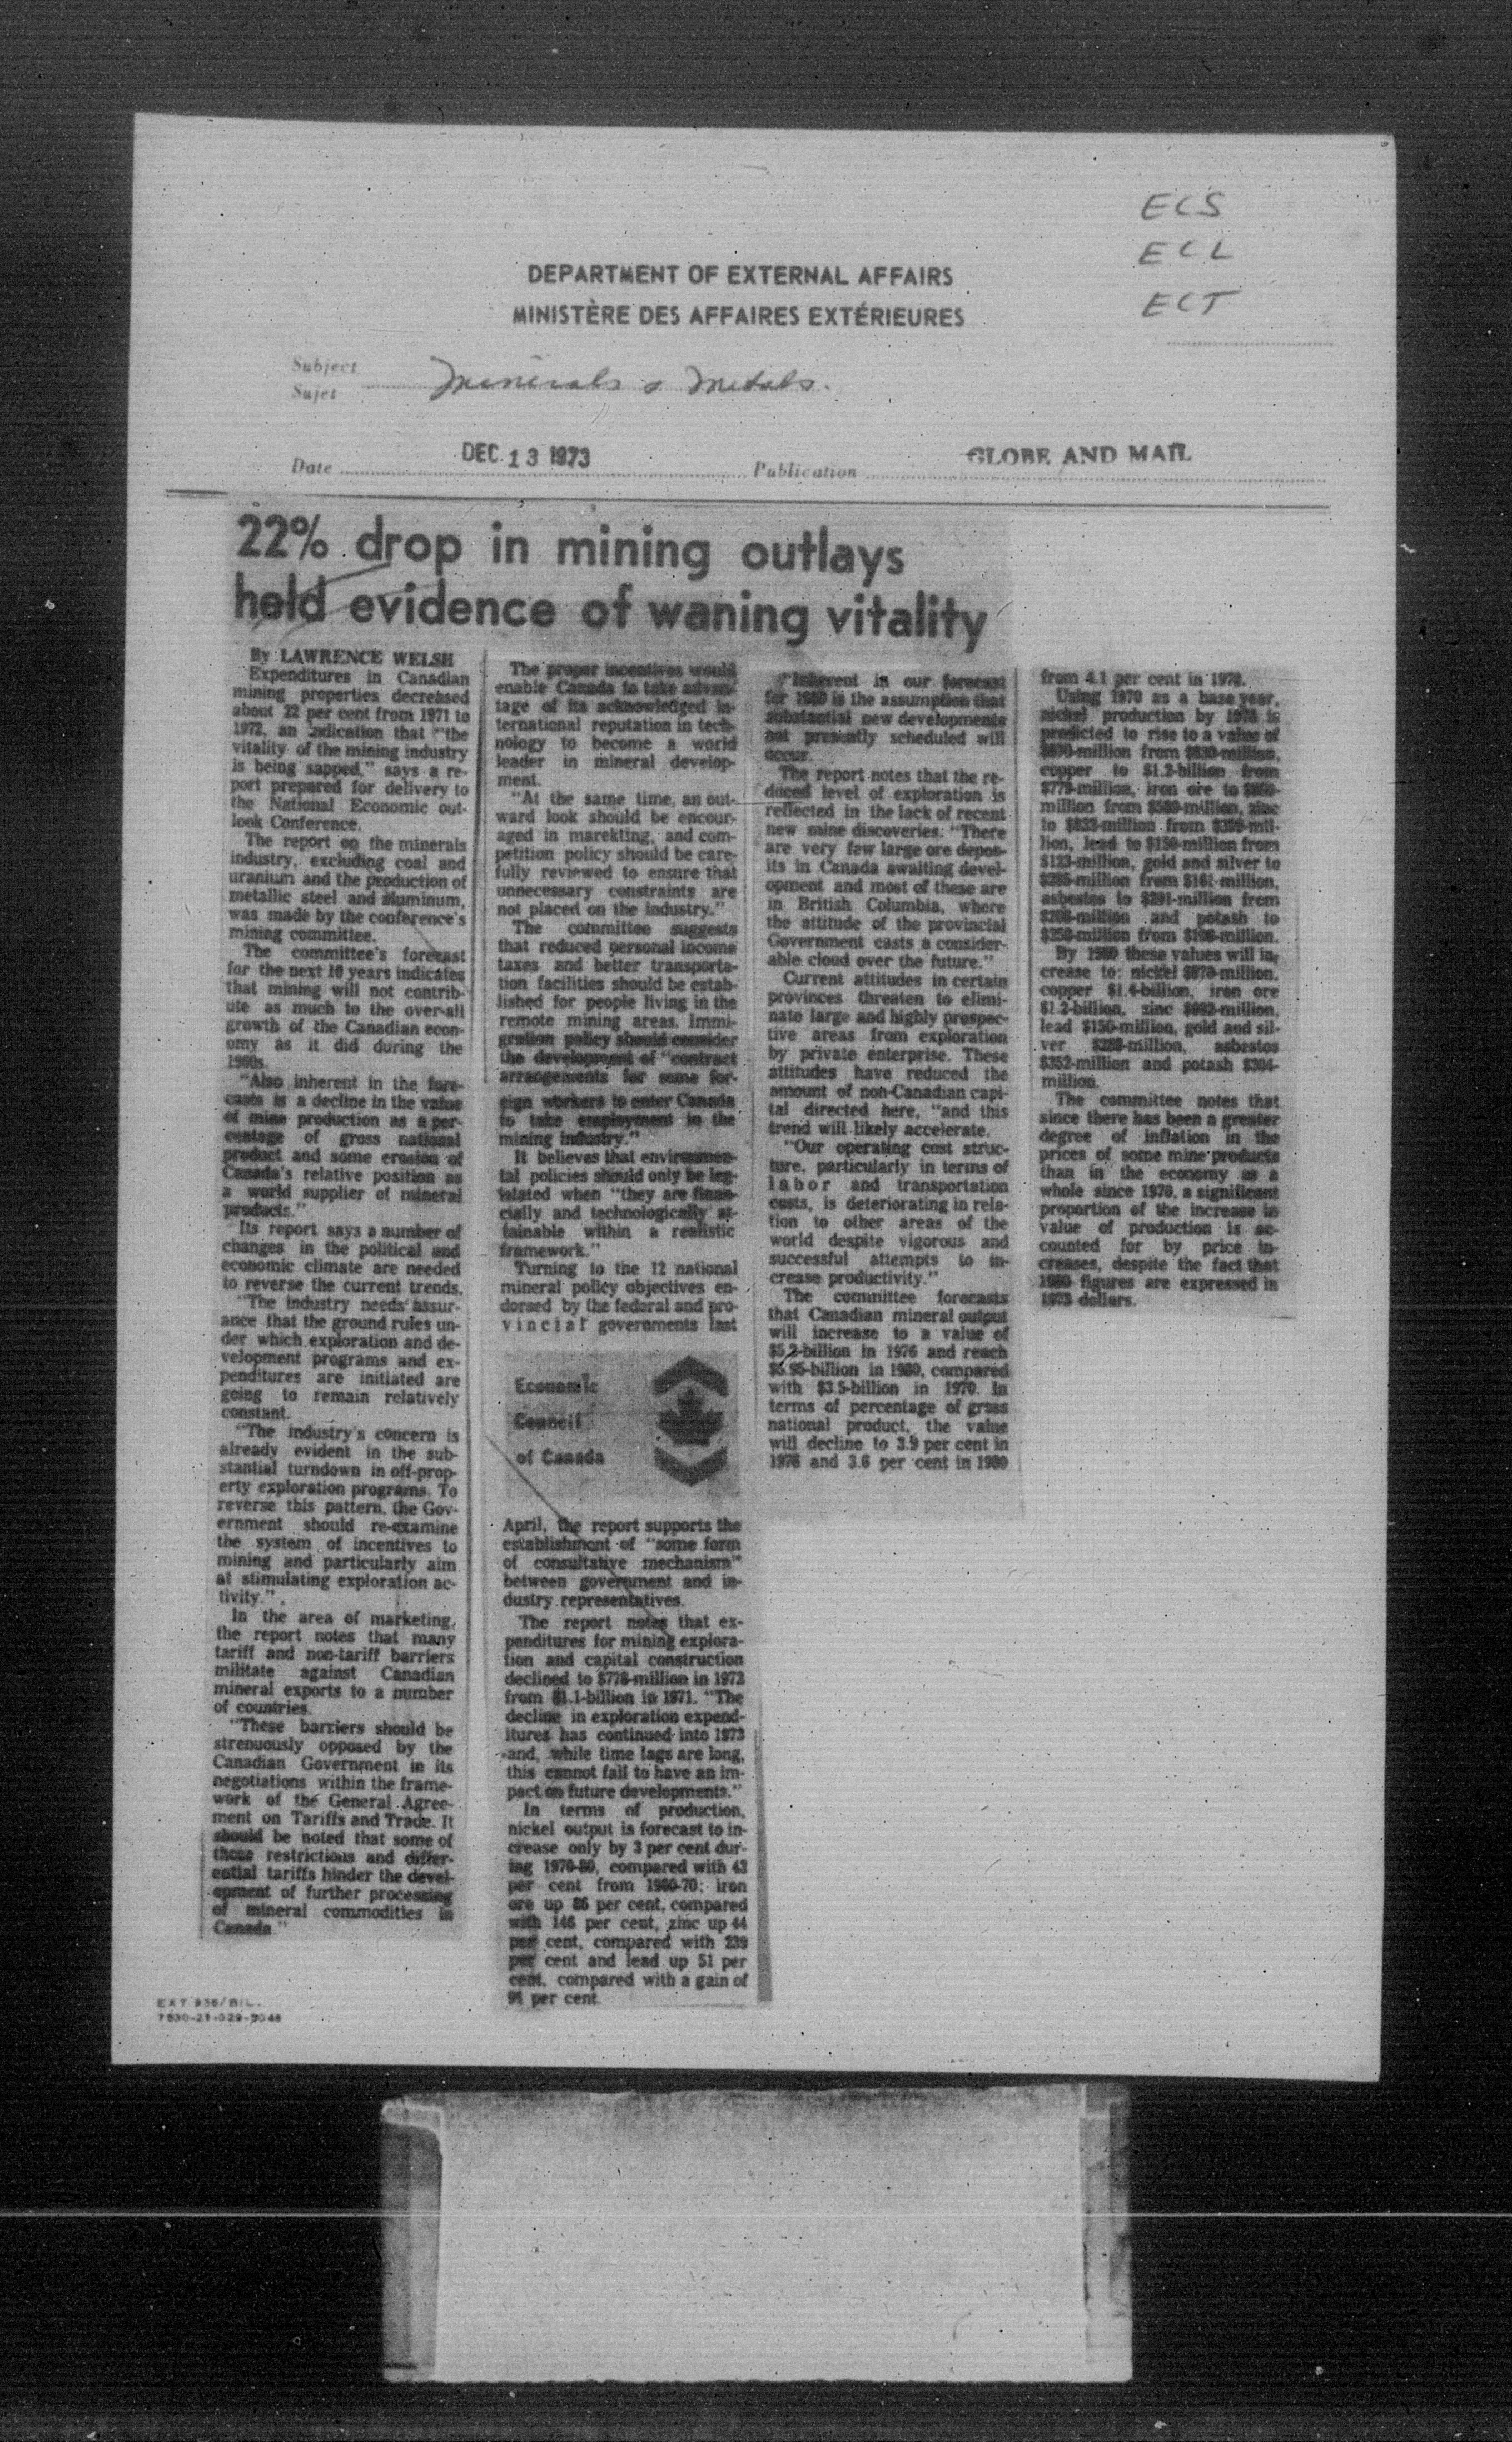 ECS
ECL
ECT
DEPARTMENT OF EXTERNAL AFFAIRS
MINISTÈRE DES AFFAIRES EXTÉRIEURES
Subject
Sujet
Minerals & Metals.
Date
DEC. 13 1973
Publication
GLOBE AND MAIL
22% drop in mining outlays
held evidence of waning vitality
By LAWRENCE WELSH
Expenditures in Canadian
mining properties decreased
about 22 per cent from 1971 to
1972, an indication that "the
vitality of the mining industry
is being sapped," says a re-
port prepared for delivery to
the National Economic out-
look Conference.
The report on the minerals
industry, excluding coal and
uranium and the production of
metallic steel and aluminum,
was made by the conference's
mining committee.
The committee's forecast
for the next 10 years indicates
that mining will not contrib-
ute as much to the over-all
growth of the Canadian econ-
omy as it did during the
1960s.
"Also inherent in the fore-
casts is a decline in the value
of mine production as a per-
centage of gross national
product and some erosion of
Canada's relative position as
a world supplier of mineral
products."
Its report says a number of
changes in the political and
economic climate are needed
to reverse the current trends.
"The industry needs assur-
ance that the ground rules un-
der which exploration and de-
velopment programs and ex-
penditures are initiated are
going to remain relatively
constant.
"The industry's concern is
already evident in the sub-
stantial turndown in off-prop-
erty exploration programs. To
reverse this pattern, the Gov-
ernment should re-examine
the system of incentives to
mining and particularly aim
at stimulating exploration ac-
tivity."
In the area of marketing,
the report notes that many
tariff and non-tariff barriers
militate against Canadian
mineral exports to a number
of countries.
"These barriers should be
strenuously opposed by the
Canadian Government in its
negotiations within the frame-
work of the General Agree-
ment on Tariffs and Trade. It
should be noted that some of
those restrictions and differ-
ential tariffs hinder the devel-
opment of further processing
of mineral commodities in
Canada."
The proper incentives would
enable Canada to take advan-
tage of its acknowledged in-
ternational reputation in tech-
nology to become a world
leader in mineral develop-
ment.
"At the same time, an out-
ward look should be encour-
aged in marekting, and com-
petition policy should be care-
fully reviewed to ensure that
unnecessary constraints are
not placed on the industry."
The committee suggests
that reduced personal income
taxes and better transporta-
tion facilities should be estab-
lished for people living in the
remote mining areas. Immi-
gration policy should consider
the development of "contract
arrangements for some for-
eign workers to enter Canada
to take employment in the
mining industry."
It believes that environmen-
tal policies should only be leg-
islated when "they are finan-
cially and technologically at-
tainable within a realistic
framework."
Turning to the 12 national
mineral policy objectives en-
dorsed by the federal and pro-
vincial governments last
Economic
Council
of Canada
April, the report supports the
establishment of "some form
of consultative mechanism"
between government and in-
dustry representatives.
The report notes that ex-
penditures for mining explora-
tion and capital construction
declined to $778-million in 1972
from $1.1-billion in 1971. "The
decline in exploration expend-
itures has continued into 1973
and, while time lags are long,
this cannot fail to have an im-
pact on future developments."
In terms of production,
nickel output is forecast to in-
crease only by 3 per cent dur-
ing 1970-80, compared with 43
per cent from 1960-70; iron
ore up 86 per cent, compared
with 146 per cent, zinc up 44
per cent, compared with 239
per cent and lead up 51 per
cent, compared with a gain of
91 per cent.
"Inherent in our forecast
for 1980 is the assumption that
substantial new developments
not presently scheduled will
occur.
The report notes that the re-
duced level of exploration is
reflected in the lack of recent
new mine discoveries. "There
are very few large ore depos-
its in Canada awaiting devel-
opment and most of these are
in British Columbia, where
the attitude of the provincial
Government casts a consider-
able cloud over the future."
Current attitudes in certain
provinces threaten to elimi-
nate large and highly prospec-
tive areas from exploration
by private enterprise. These
attitudes have reduced the
amount of non-Canadian capi-
tal directed here, "and this
trend will likely accelerate.
"Our operating cost struc-
ture, particularly in terms of
labor and transportation
costs, is deteriorating in rela-
tion to other areas of the
world despite vigorous and
successful attempts to in-
crease productivity."
The committee forecasts
that Canadian mineral output
will increase to a value of
$5.2-billion in 1976 and reach
$5.95-billion in 1980, compared
with $3.5-billion in 1970. In
terms of percentage of gross
national product, the value
will decline to 3.9 per cent in
1976 and 3.6 per cent in 1980
from 4.1 per cent in 1970.
Using 1970 as a base year,
nickel production by 1976 is
predicted to rise to a value of
$870-million from $830-million,
copper to $1.2-billion from
$779-million, iron ore to
million from $589-million, zinc
to $833-million from $399-mil-
lion, lead to $150-million from
$123-million, gold and silver to
$285-million from $161-million,
asbestos to $291-million from
$208-million and potash to
$250-million from $108-million.
By 1980 these values will in-
crease to: nickel $878-million,
copper $1.4-billion, iron ore
$1.2-billion, zinc $992-million,
lead $150-million, gold and sil-
ver $288-million, asbestos
$352-million and potash $304-
million.
The committee notes that
since there has been a greater
degree of inflation in the
prices of some mine products
than in the economy as a
whole since 1970, a significant
proportion of the increase in
value of production is ac-
counted for by price in-
creases, despite the fact that
1980 figures are expressed in
1973 dollars.
EXT 936/BIL.
7530-21-029-5048